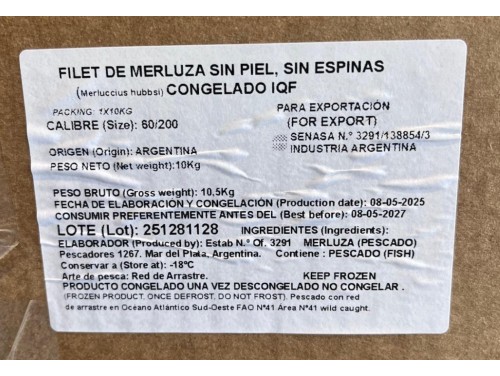 FILET DE MERLUZA SIN PIEL, SIN ESPINAS
(Merluccius hubbsi) CONGELADO IQF
PACKING: 1X10KG
CALIBRE (Size): 60/200
PARA EXPORTACIÓN
(FOR EXPORT)
SENASA N.º 3291/138854/3
INDUSTRIA ARGENTINA
ORIGEN (Origin): ARGENTINA
PESO NETO (Net weight): 10Kg
PESO BRUTO (Gross weight): 10,5Kg
FECHA DE ELABORACIÓN Y CONGELACIÓN (Production date): 08-05-2025
CONSUMIR PREFERENTEMENTE ANTES DEL (Best before): 08-05-2027
LOTE (Lot): 251281128 INGREDIENTES (Ingredients):
ELABORADOR (Produced by): Estab N.º Of. 3291 MERLUZA (PESCADO)
Pescadores 1267. Mar del Plata, Argentina. Contiene : PESCADO (FISH)
Conservar a (Store at): -18ºC
Arte de pesca: Red de Arrastre. KEEP FROZEN
PRODUCTO CONGELADO UNA VEZ DESCONGELADO NO CONGELAR .
(FROZEN PRODUCT, ONCE DEFROST, DO NOT FROST). Pescado con red
de arrastre en Oceano Atlántico Sud-Oeste FAO N°41 Area N°41 wild caught.